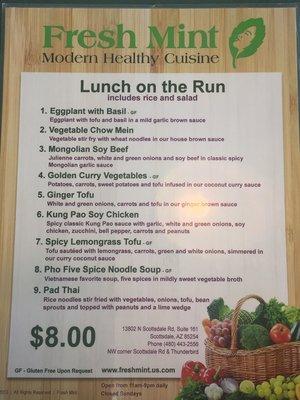 Fresh Mint
Modern Healthy Cuisine
Lunch on the Run
includes rice and salad
1. Eggplant with Basil - GF
Eggplant with tofu and basil in a mild garlic brown sauce
2. Vegetable Chow Mein
Vegetable stir fry with wheat noodles in our house brown sauce
3. Mongolian Soy Beef
Julienne carrots, white and green onions and soy beef in classic spicy
Mongolian garlic sauce
4. Golden Curry Vegetables - GF
Potatoes, carrots, sweet potatoes and tofu infused in our coconut curry sauce
5. Ginger Tofu
White and green onions, carrots and tofu in our ginger brown sauce
6. Kung Pao Soy Chicken
Spicy classic Kung Pao sauce with garlic, white and green onions, soy
chicken, zucchini, bell pepper, carrots and peanuts
7. Spicy Lemongrass Tofu - GF
Tofu sautéed with lemongrass, carrots, green and white onions, simmered in
our curry coconut sauce
8. Pho Five Spice Noodle Soup - GF
Vietnamese favorite soup, five spices in mildly sweet vegetable broth
9. Pad Thai
Rice noodles stir fried with vegetables, onions, tofu, bean
sprouts and topped with peanuts and a lime wedge
$8.00
13802 N Scottsdale Rd, Suite 161
Scottsdale, AZ 85254
Phone (480) 443-2556
NW corner Scottsdale Rd & Thunderbird
GF - Gluten Free Upon Request
www.freshmint.us.com
All Rights Reserved | Fresh Mint
Open from 11am-9pm daily
Closed Sundays